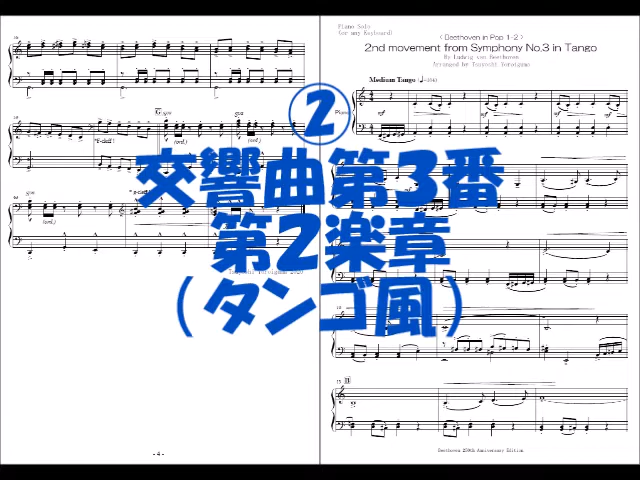 ②
交響曲第3番
第2楽章
（タンゴ風）
Piano Solo
(or any Keyboard)
< Beethoven in Pop 1-2 >
2nd movement from Symphony No,3 in Tango
By Ludwig van Beethoven
Medium Tango
Piano
- 4 -
Beethoven 250th Anniversary Edition